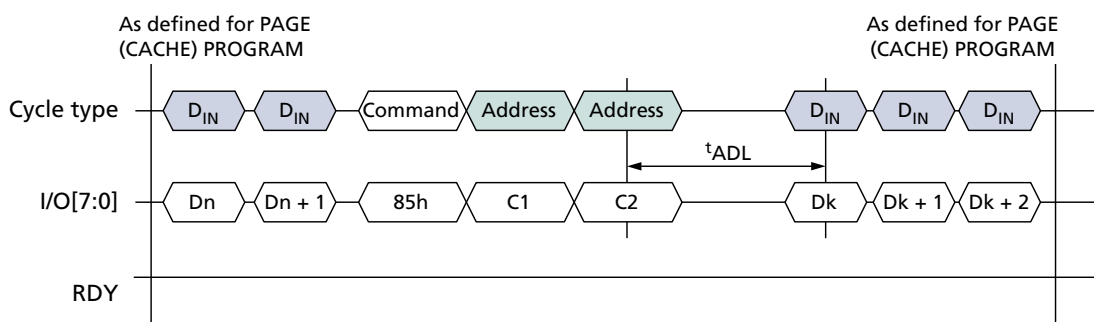 As defined for PAGE
(CACHE) PROGRAM
As defined for PAGE
(CACHE) PROGRAM
Cycle type DIN DIN Command Address Address DIN DIN DIN
tADL
I/O[7:0] Dn Dn + 1 85h C1 C2 Dk Dk + 1 Dk + 2
RDY